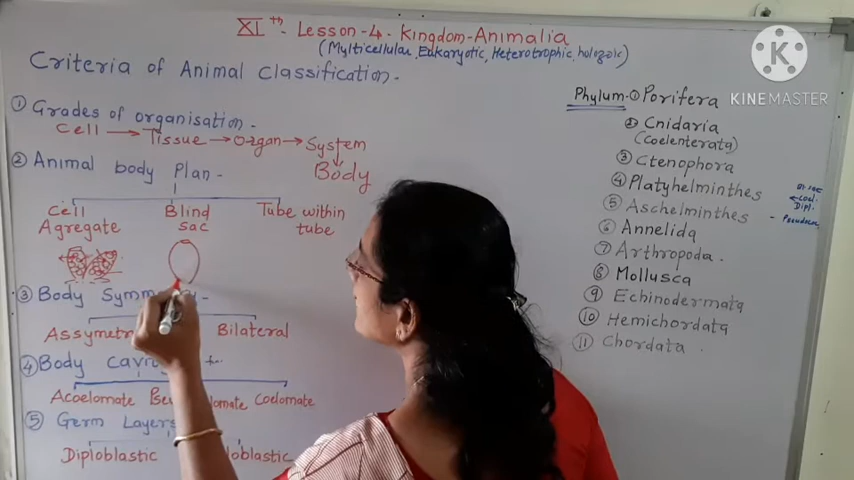 XI th - Lesson - 4 - Kingdom - Animalia
(Multicellular, Eukaryotic, Heterotrophic, holozoic)
Criteria of Animal Classification -
① Grades of organisation -
Cell → Tissue → Organ → System
Body
② Animal body Plan -
Cell Aggregate
Blind sac
Tube within tube
③ Body
Assymet
Bilateral
④ Body
Acoelomate
omate
Coelomate
⑤ Germ Layers
Diploblastic
loblastic
Phylum - ① Porifera
② Cnidaria
(Coelenterata)
③ Ctenophora
④ Platyhelminthes
⑤ Aschelminthes
⑥ Annelida
⑦ Arthropoda .
⑧ Mollusca
⑨ Echinodermata
⑩ Hemichordata
⑪ Chordata .
K
KINEMASTER